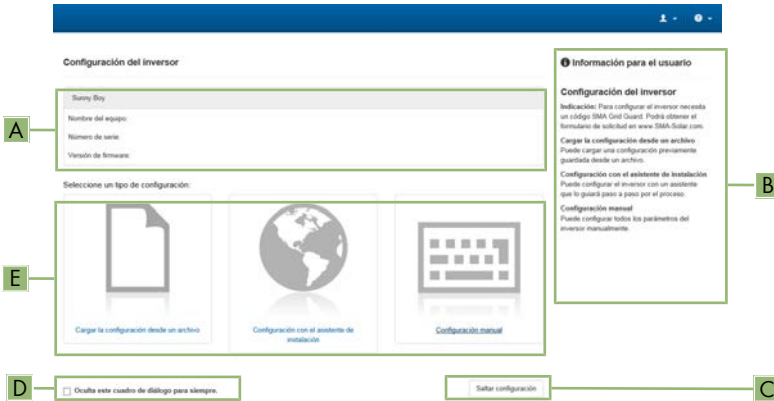 Configuración del inversor
Sunny Boy
Nombre del equipo:
Número de serie:
Versión de firmware:
A
Seleccione un tipo de configuración:
E
Cargar la configuración desde un archivo
Configuración con el asistente de
instalación
Configuración manual
D
Oculta este cuadro de diálogo para siempre.
Saltar configuración
C
Información para el usuario
Configuración del inversor
Indicación: Para configurar el inversor necesita
un código SMA Grid Guard. Podrá obtener el
formulario de solicitud en www.SMA-Solar.com.
Cargar la configuración desde un archivo
Puede cargar una configuración previamente
guardada desde un archivo.
Configuración con el asistente de instalación
Puede configurar el inversor con un asistente
que lo guiará paso a paso por el proceso.
Configuración manual
Puede configurar todos los parámetros del
inversor manualmente.
B